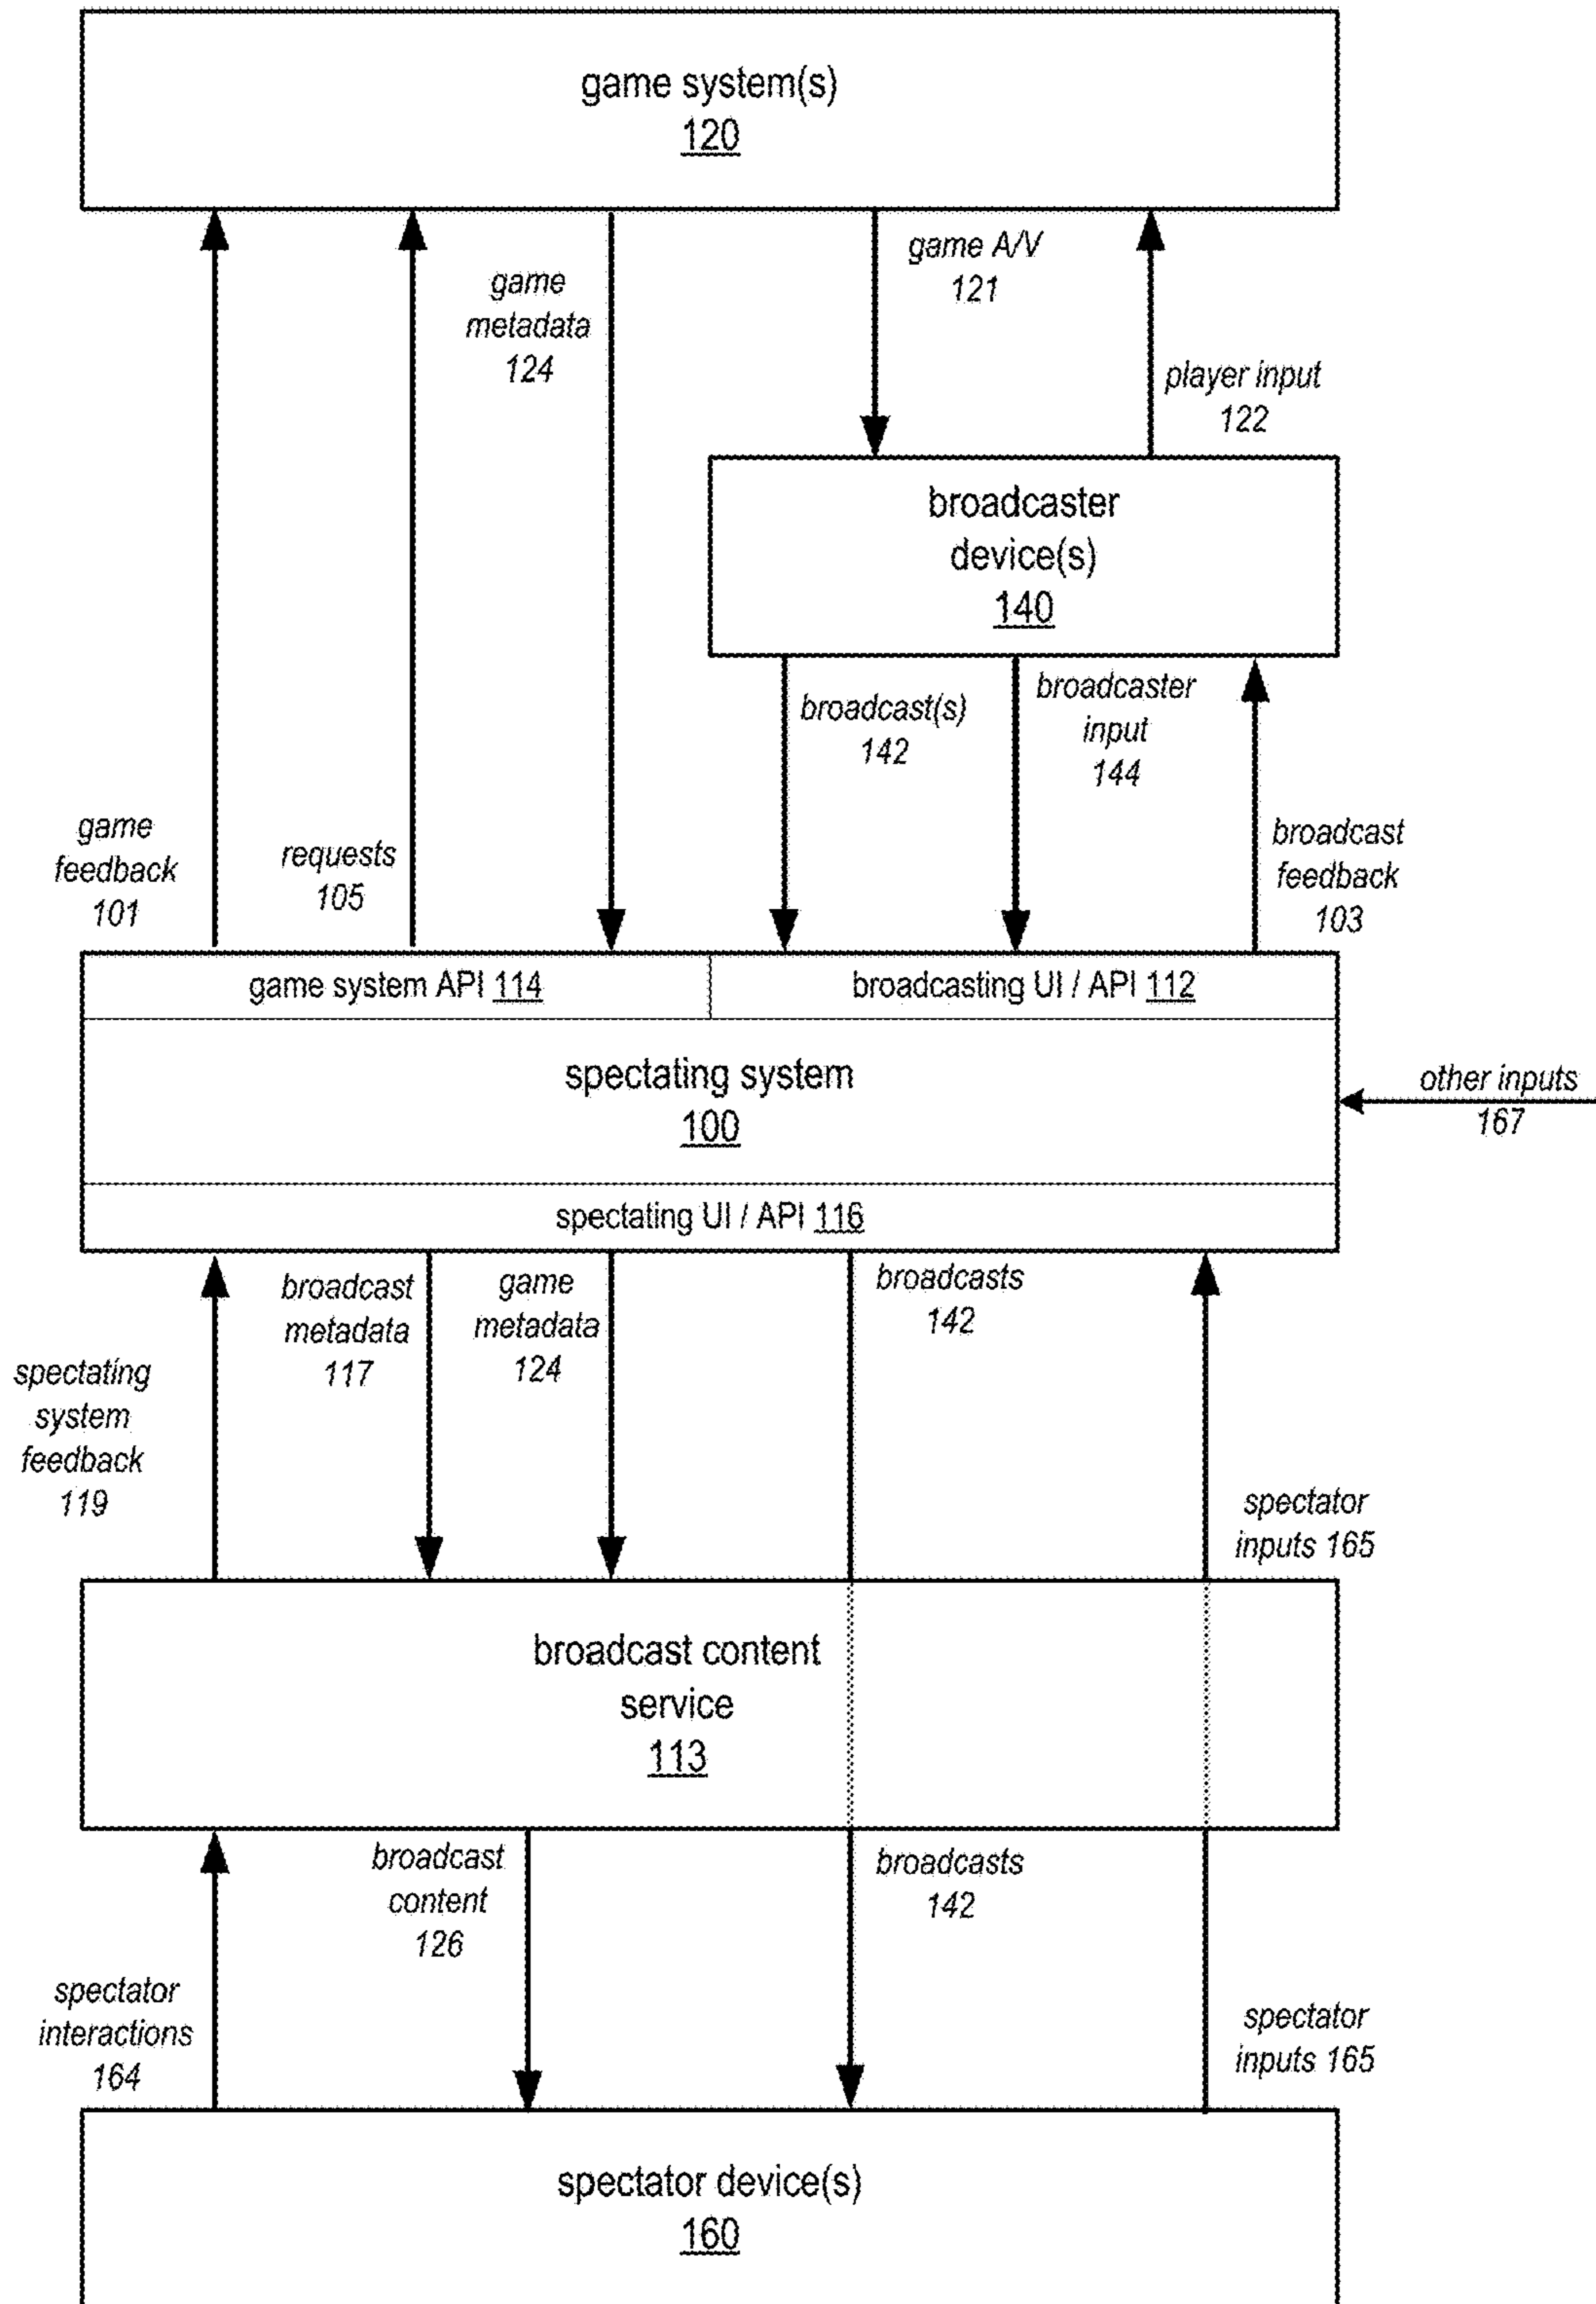 game system(s)
120
game A/V
121
game
metadata
124
player input
122
broadcaster
device(s)
140
broadcast(s)
142
broadcaster
input
144
game
feedback
101
requests
105
broadcast
feedback
103
game system API 114
broadcasting UI / API 112
spectating system
100
other inputs
167
spectating UI / API 116
broadcast
metadata
117
game
metadata
124
broadcasts
142
spectating
system
feedback
119
spectator
inputs 165
broadcast content
service
113
broadcast
content
126
broadcasts
142
spectator
interactions
164
spectator
inputs 165
spectator device(s)
160